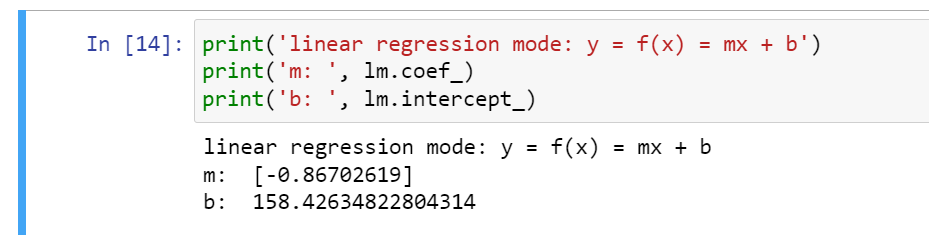 In [14]: print('linear regression mode: y = f(x) = mx + b')
print('m: ', lm.coef_)
print('b: ', lm.intercept_)
linear regression mode: y = f(x) = mx + b
m:  [-0.86702619]
b:  158.42634822804314